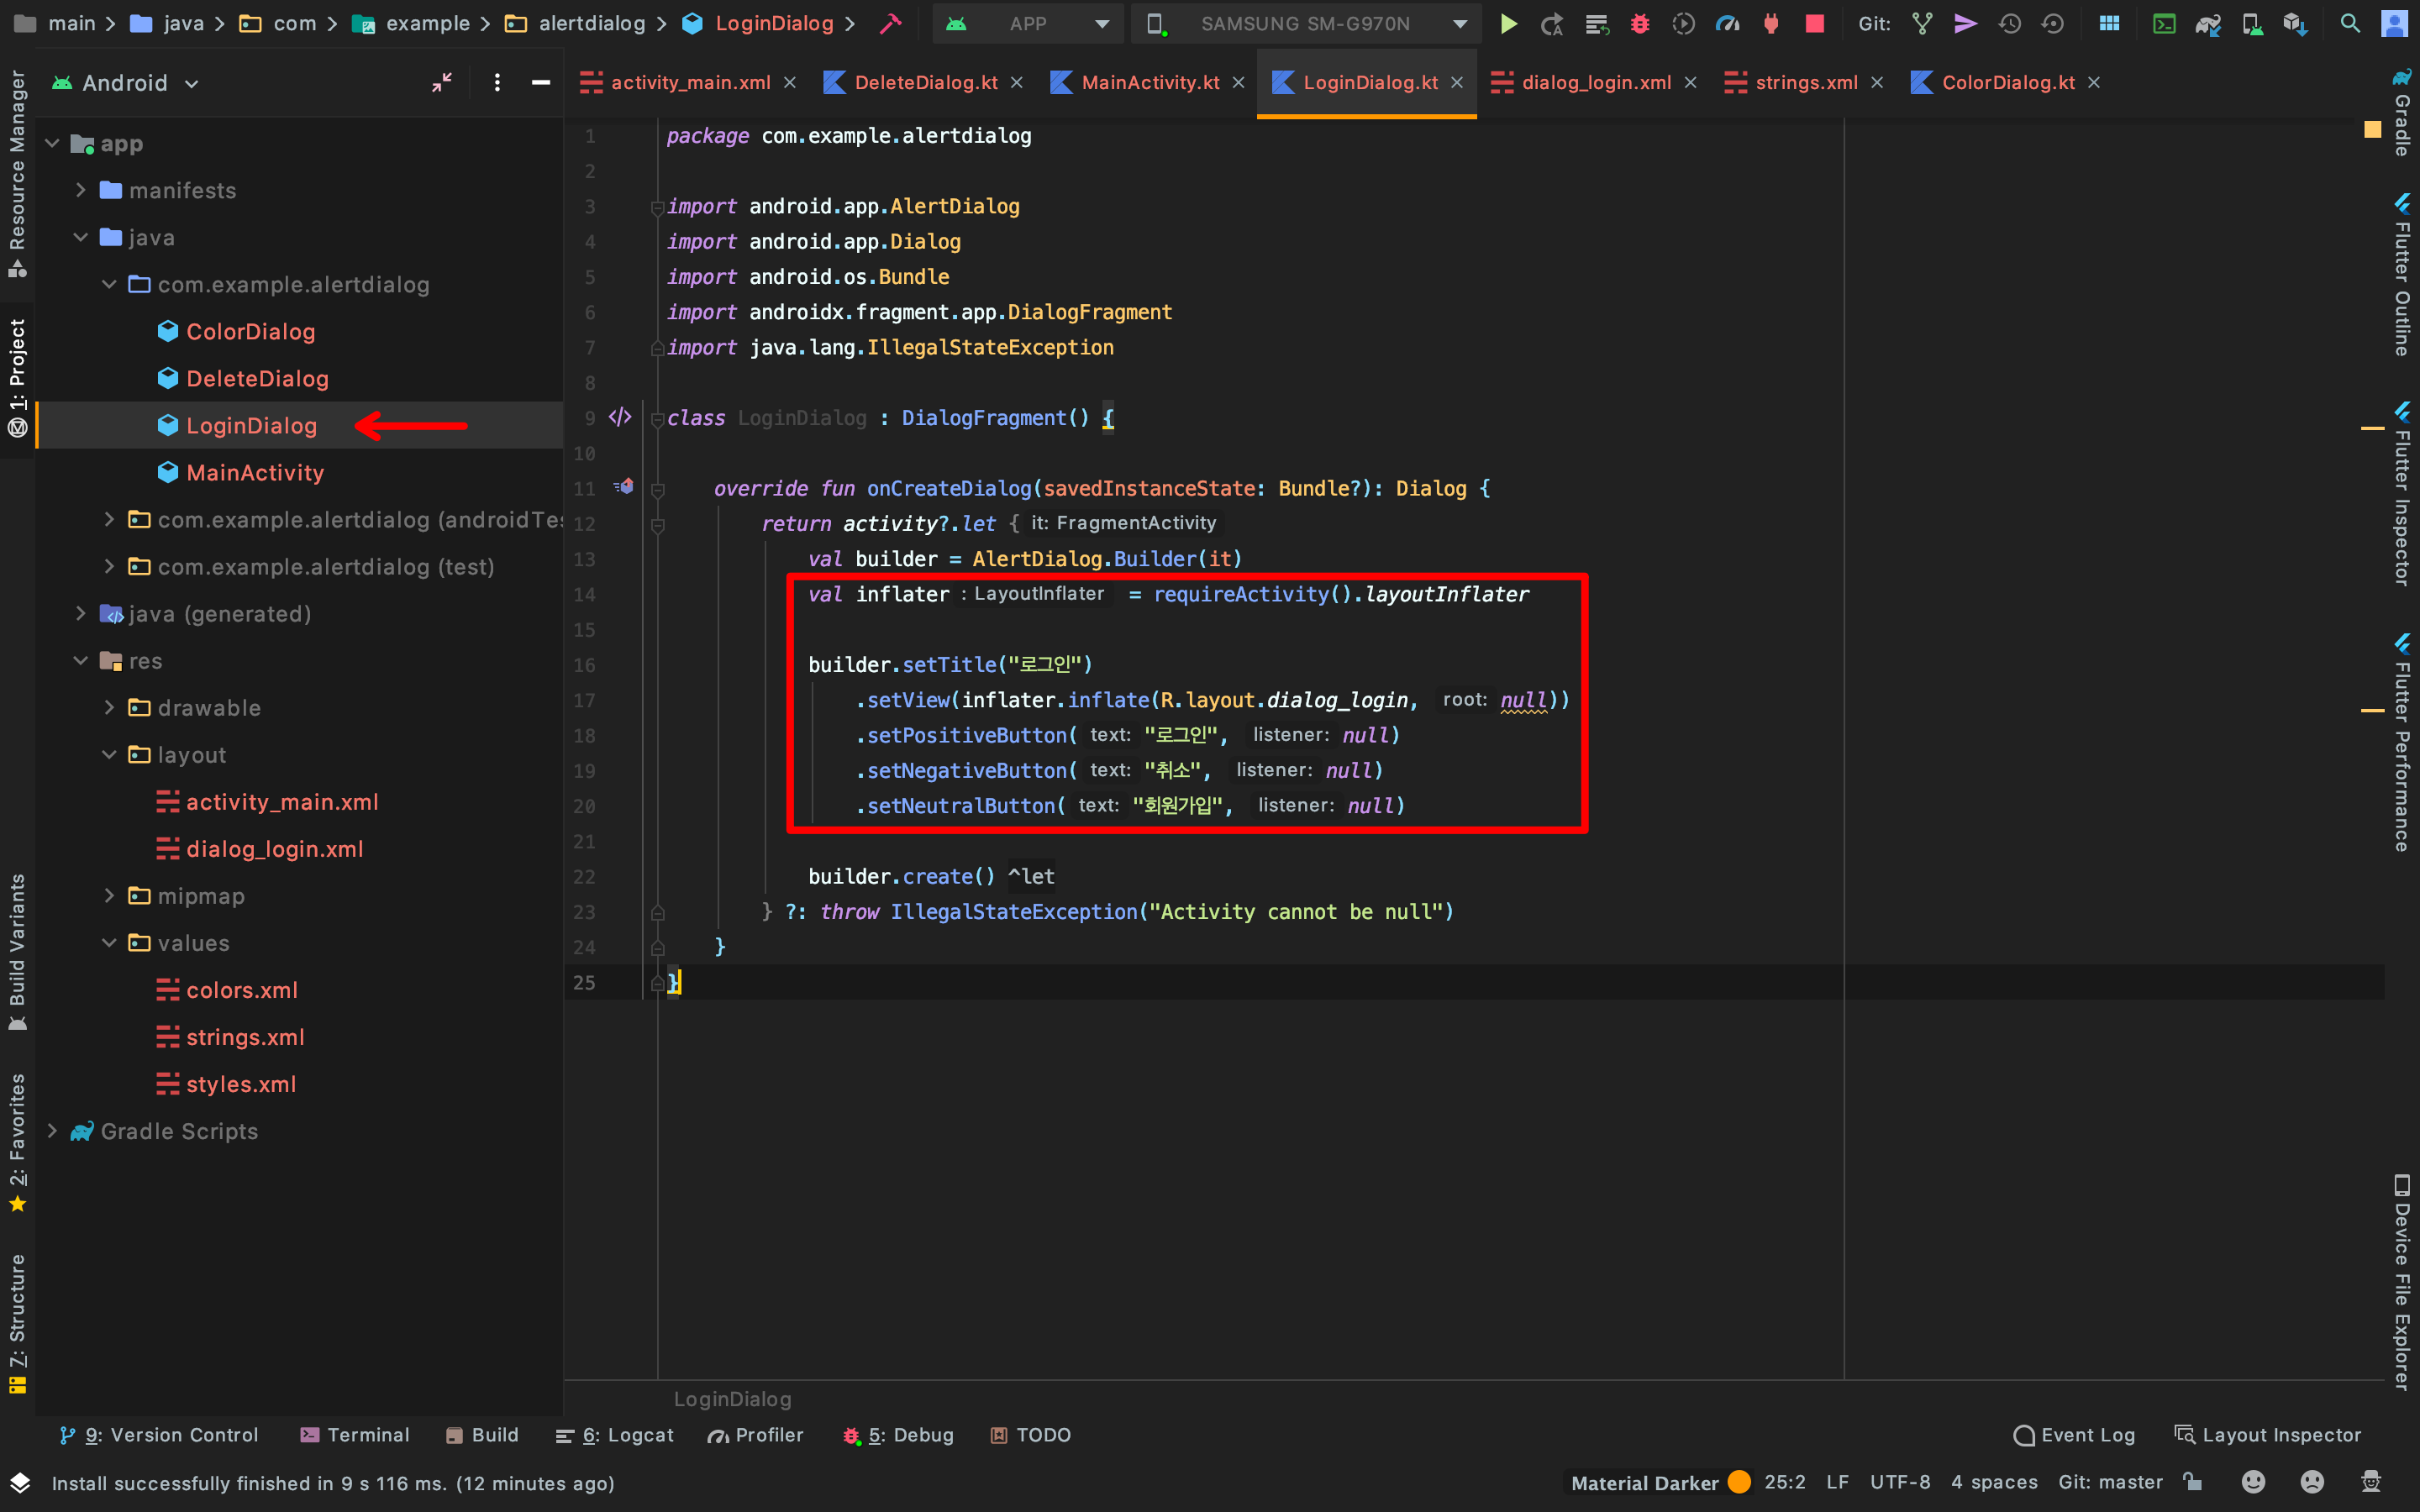 main java com example alertdialog LoginDialog APP SAMSUNG SM-G970N Git:
Android
activity_main.xml DeleteDialog.kt MainActivity.kt LoginDialog.kt dialog_login.xml strings.xml ColorDialog.kt
Resource Manager
1: Project
Build Variants
2: Favorites
7: Structure
app
manifests
java
com.example.alertdialog
ColorDialog
DeleteDialog
LoginDialog
MainActivity
com.example.alertdialog (androidTes
com.example.alertdialog (test)
java (generated)
res
drawable
layout
activity_main.xml
dialog_login.xml
mipmap
values
colors.xml
strings.xml
styles.xml
Gradle Scripts
1 package com.example.alertdialog
2
3 import android.app.AlertDialog
4 import android.app.Dialog
5 import android.os.Bundle
6 import androidx.fragment.app.DialogFragment
7 import java.lang.IllegalStateException
8
9 class LoginDialog : DialogFragment() {
10
11 override fun onCreateDialog(savedInstanceState: Bundle?): Dialog {
12 return activity?.let { it: FragmentActivity
13 val builder = AlertDialog.Builder(it)
14 val inflater : LayoutInflater = requireActivity().layoutInflater
15
16 builder.setTitle("로그인")
17 .setView(inflater.inflate(R.layout.dialog_login, root: null))
18 .setPositiveButton( text: "로그인", listener: null)
19 .setNegativeButton( text: "취소", listener: null)
20 .setNeutralButton( text: "회원가입", listener: null)
21
22 builder.create() ^let
23 } ?: throw IllegalStateException("Activity cannot be null")
24 }
25 }
LoginDialog
Gradle
Flutter Outline
Flutter Inspector
Flutter Performance
Device File Explorer
9: Version Control Terminal Build 6: Logcat Profiler 5: Debug TODO Event Log Layout Inspector
Install successfully finished in 9 s 116 ms. (12 minutes ago) Material Darker 25:2 LF UTF-8 4 spaces Git: master